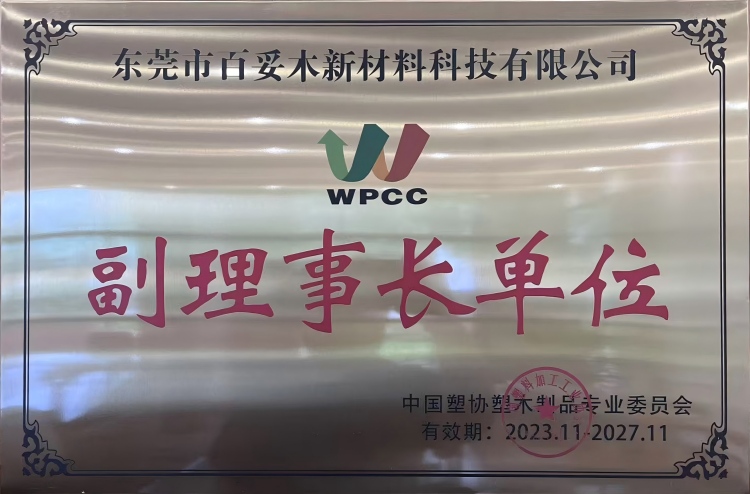 东莞市百妥木新材料科技有限公司
WPCC
副理事长单位
中国塑协塑木制品专业委员会
有效期：2023.11-2027.11